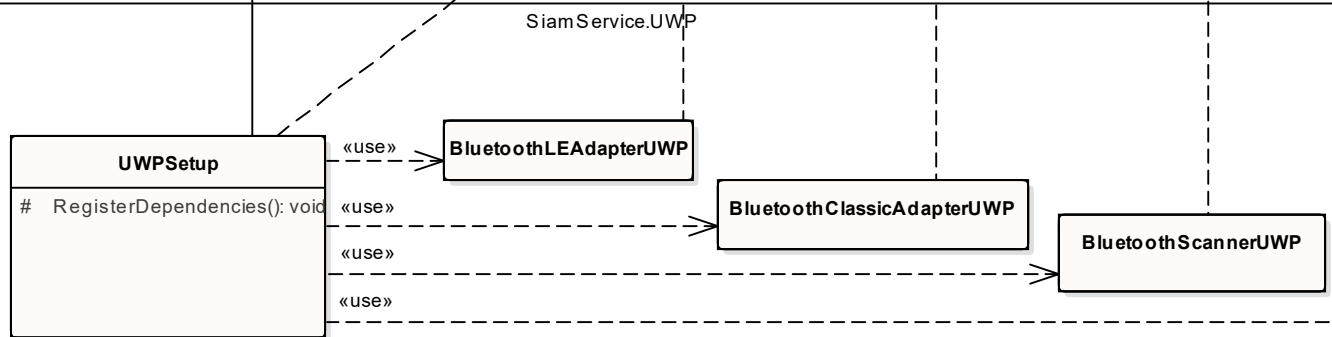 SiamService.UWP
UWPSetup
# RegisterDependencies(): void
«use»
BluetoothLEAdapterUWP
«use»
BluetoothClassicAdapterUWP
«use»
BluetoothScannerUWP
«use»